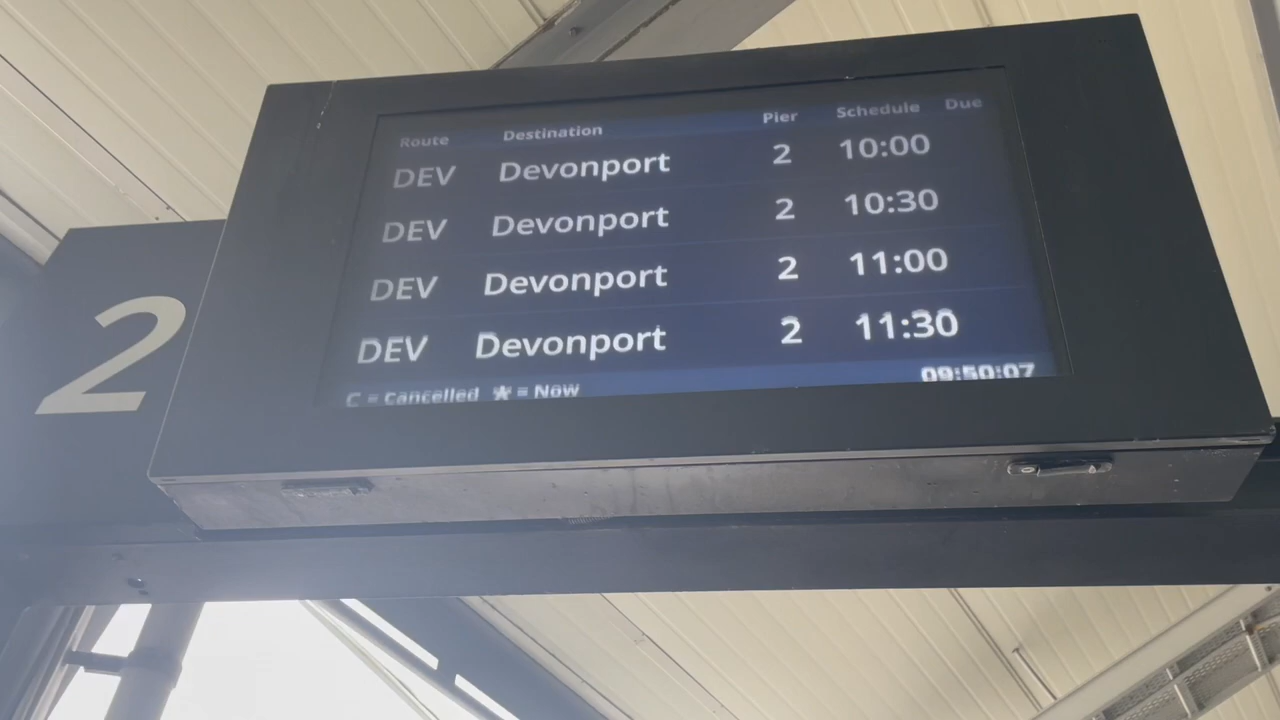 2
Route Destination Pier Schedule Due
DEV Devonport 2 10:00
DEV Devonport 2 10:30
DEV Devonport 2 11:00
DEV Devonport 2 11:30
C = Cancelled ★ = Now 09:50:07